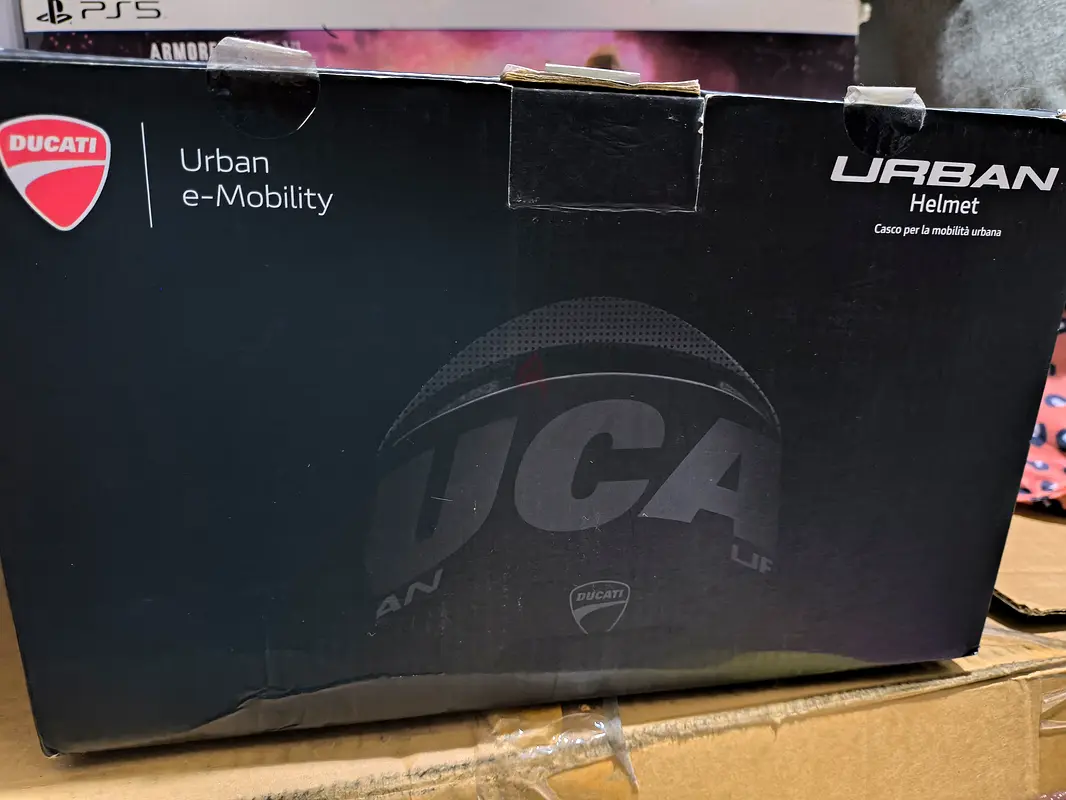 PS5
DUCATI
Urban
e-Mobility
URBAN
Helmet
Casco per la mobilità urbana
UCA
AN
DUCATI